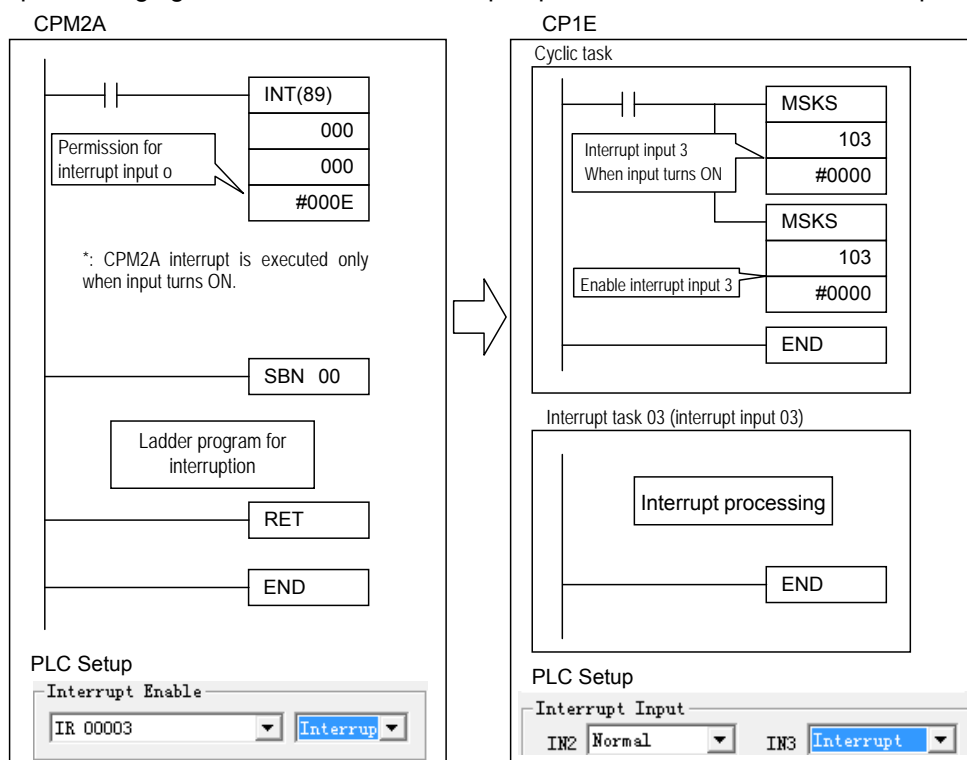 CPM2A
INT(89)
000
000
#000E
Permission for
interrupt input o
*: CPM2A interrupt is executed only
when input turns ON.
SBN 00
Ladder program for
interruption
RET
END
PLC Setup
Interrupt Enable
IR 00003
Interrup
CP1E
Cyclic task
MSKS
103
#0000
Interrupt input 3
When input turns ON
MSKS
103
#0000
Enable interrupt input 3
END
Interrupt task 03 (interrupt input 03)
Interrupt processing
END
PLC Setup
Interrupt Input
IN2 Normal IN3 Interrupt